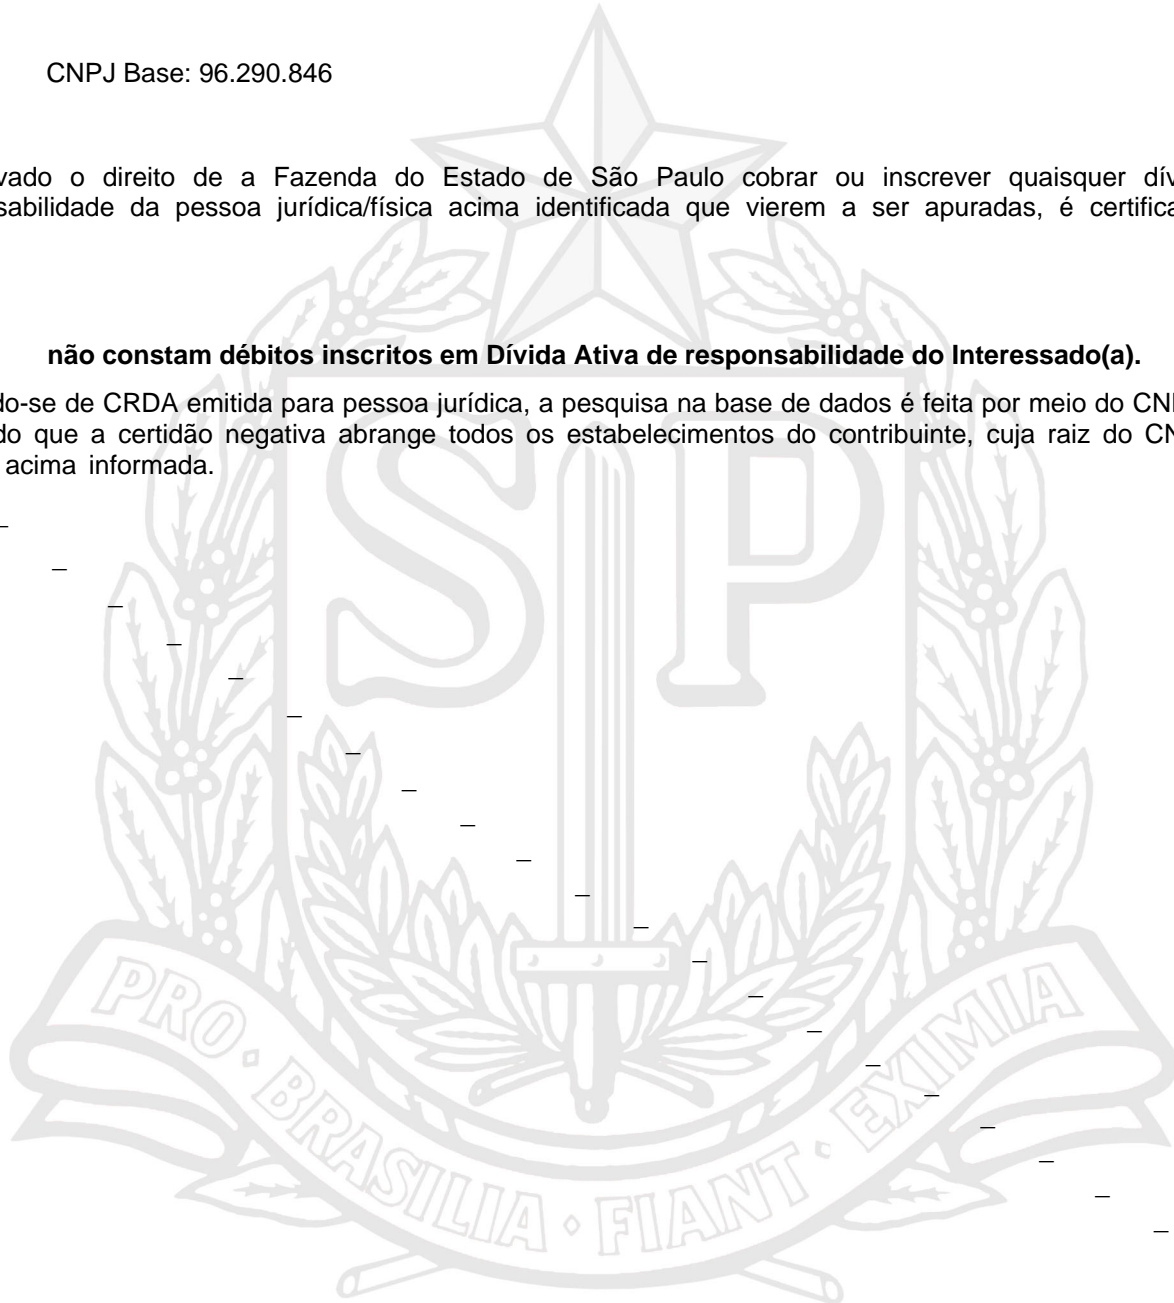 CNPJ Base: 96.290.846
vado o direito de a Fazenda do Estado de São Paulo cobrar ou inscrever quaisquer dív
sabilidade da pessoa jurídica/física acima identificada que vierem a ser apuradas, é certifica
não constam débitos inscritos em Dívida Ativa de responsabilidade do Interessado(a).
do-se de CRDA emitida para pessoa jurídica, a pesquisa na base de dados é feita por meio do CN
do que a certidão negativa abrange todos os estabelecimentos do contribuinte, cuja raiz do CN
acima informada.
SP
PRO • BRASILIA • FIANT • EXIMIA